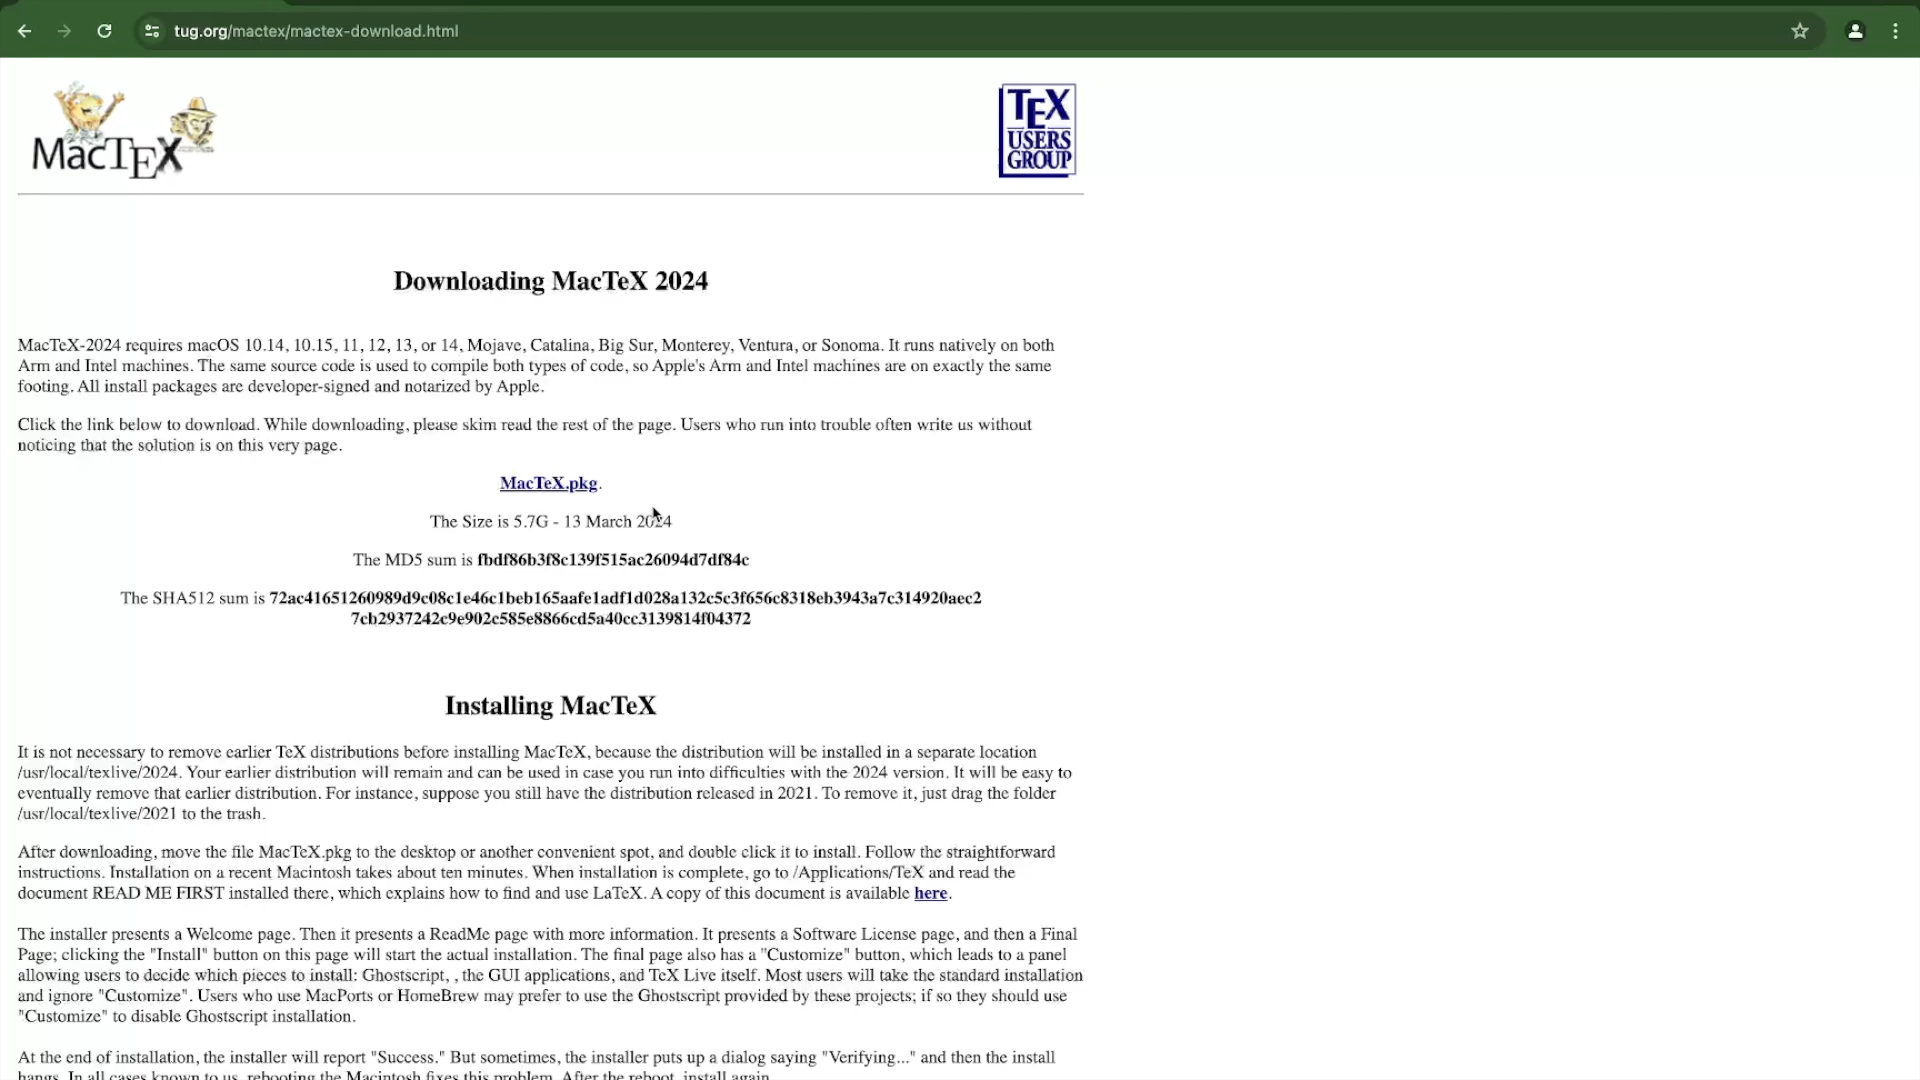 tug.org/mactex/mactex-download.html
MacTEX
TEX
USERS
GROUP
Downloading MacTeX 2024
MacTeX-2024 requires macOS 10.14, 10.15, 11, 12, 13, or 14, Mojave, Catalina, Big Sur, Monterey, Ventura, or Sonoma. It runs natively on both
Arm and Intel machines. The same source code is used to compile both types of code, so Apple's Arm and Intel machines are on exactly the same
footing. All install packages are developer-signed and notarized by Apple.
Click the link below to download. While downloading, please skim read the rest of the page. Users who run into trouble often write us without
noticing that the solution is on this very page.
MacTeX.pkg.
The Size is 5.7G - 13 March 2024
The MD5 sum is fbdf86b3f8c139f515ac26094d7df84c
The SHA512 sum is 72ac41651260989d9c08c1e46c1beb165aafe1adf1d028a132c5c3f656c8318eb3943a7c314920aec2
7cb2937242c9e902c585e8866cd5a40cc3139814f04372
Installing MacTeX
It is not necessary to remove earlier TeX distributions before installing MacTeX, because the distribution will be installed in a separate location
/usr/local/texlive/2024. Your earlier distribution will remain and can be used in case you run into difficulties with the 2024 version. It will be easy to
eventually remove that earlier distribution. For instance, suppose you still have the distribution released in 2021. To remove it, just drag the folder
/usr/local/texlive/2021 to the trash.
After downloading, move the file MacTeX.pkg to the desktop or another convenient spot, and double click it to install. Follow the straightforward
instructions. Installation on a recent Macintosh takes about ten minutes. When installation is complete, go to /Applications/TeX and read the
document READ ME FIRST installed there, which explains how to find and use LaTeX. A copy of this document is available here.
The installer presents a Welcome page. Then it presents a ReadMe page with more information. It presents a Software License page, and then a Final
Page; clicking the "Install" button on this page will start the actual installation. The final page also has a "Customize" button, which leads to a panel
allowing users to decide which pieces to install: Ghostscript, , the GUI applications, and TeX Live itself. Most users will take the standard installation
and ignore "Customize". Users who use MacPorts or HomeBrew may prefer to use the Ghostscript provided by these projects; if so they should use
"Customize" to disable Ghostscript installation.
At the end of installation, the installer will report "Success." But sometimes, the installer puts up a dialog saying "Verifying..." and then the install
hangs. In all cases known to us, rebooting the Macintosh fixes this problem. After the reboot, install again.